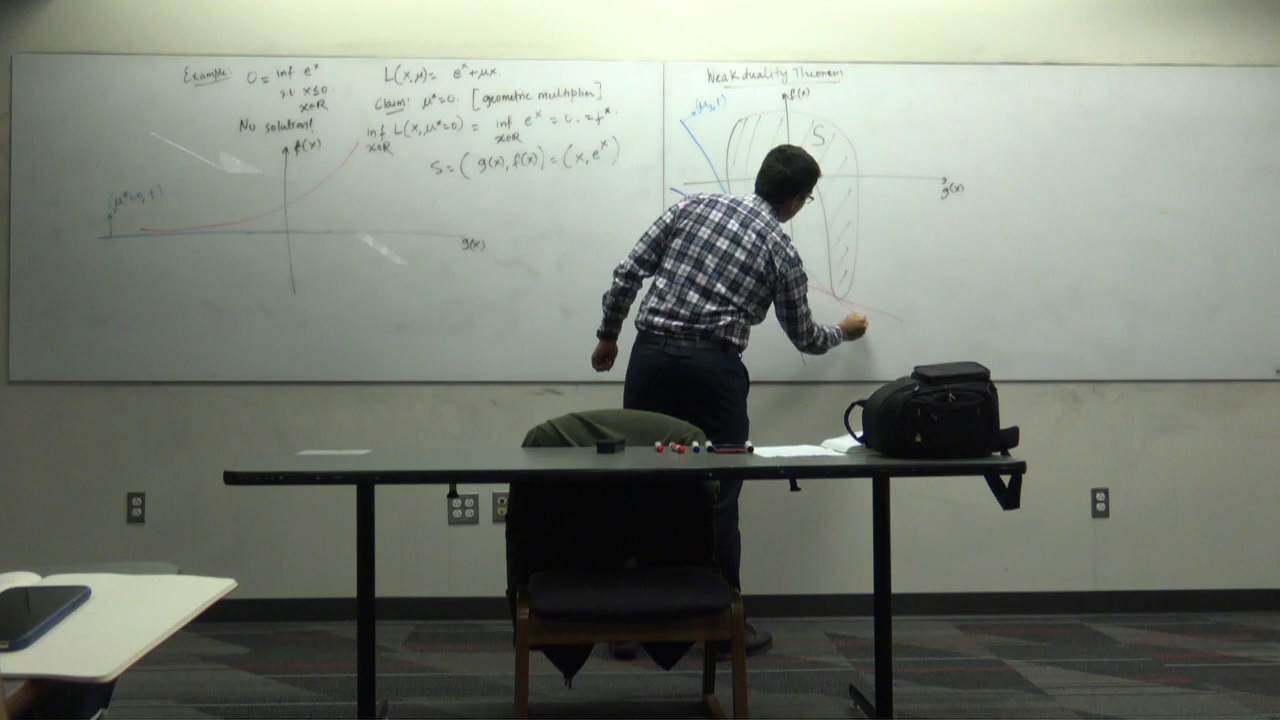 Example: 0 = inf e^x
s.t. x≤0.
x∈R
No solution!
L(x,μ) = e^x + μx.
Claim: μ*=0. [geometric multiplier]
inf L(x,μ*=0) = inf e^x = 0. = f*.
x∈R x∈R
S = (g(x), f(x)) = (x, e^x)
f(x)
(μ*=0, 1)
g(x)
Weak duality Theorem
f(x)
S
g(x)